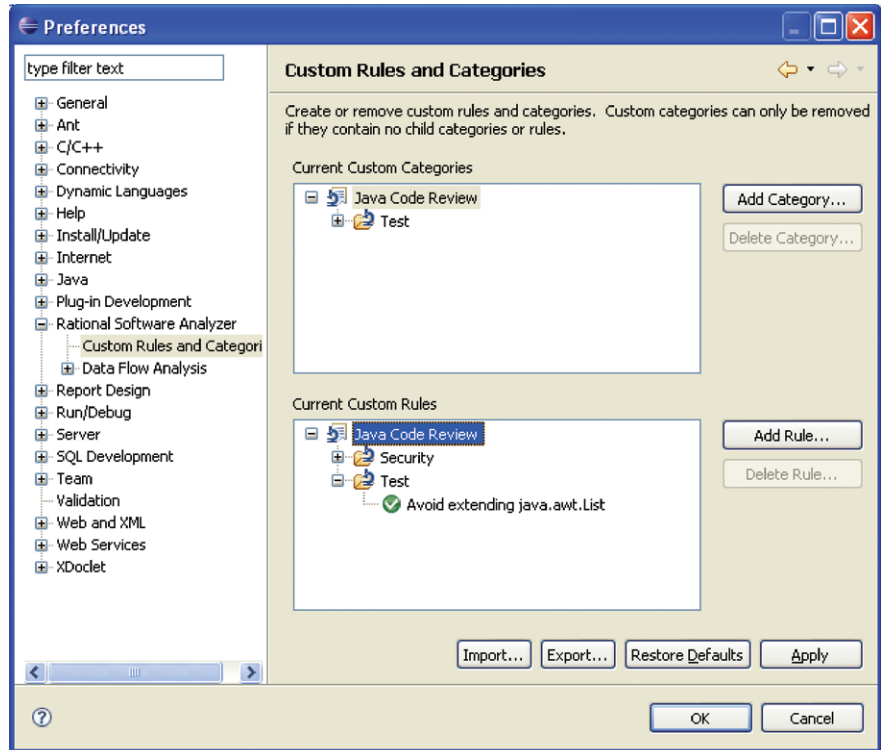 Preferences
type filter text
General
Ant
C/C++
Connectivity
Dynamic Languages
Help
Install/Update
Internet
Java
Plug-in Development
Rational Software Analyzer
Custom Rules and Categori
Data Flow Analysis
Report Design
Run/Debug
Server
SQL Development
Team
Validation
Web and XML
Web Services
XDoclet
Custom Rules and Categories
Create or remove custom rules and categories. Custom categories can only be removed
if they contain no child categories or rules.
Current Custom Categories
Java Code Review
Test
Add Category...
Delete Category...
Current Custom Rules
Java Code Review
Security
Test
Avoid extending java.awt.List
Add Rule...
Delete Rule...
Import... Export... Restore Defaults Apply
? OK Cancel